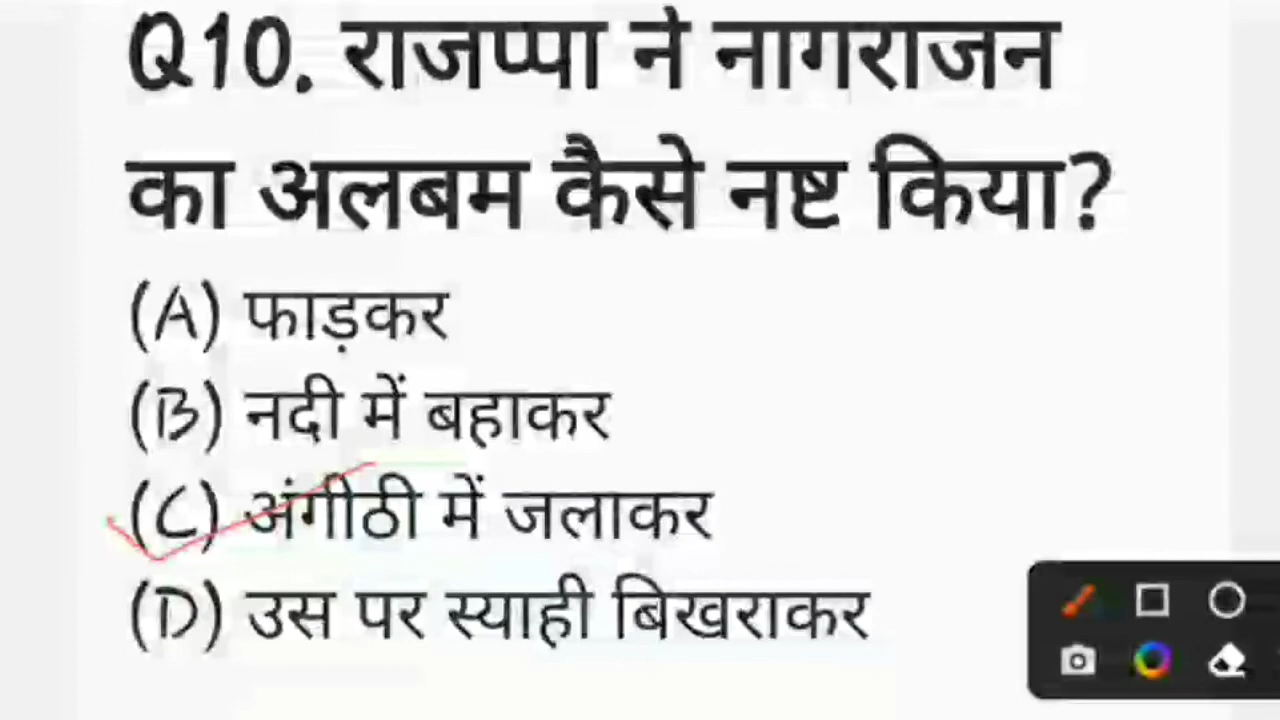 Q10. राजप्पा ने नागराजन
का अलबम कैसे नष्ट किया?
(A) फाड़कर
(B) नदी में बहाकर
(C) अंगीठी में जलाकर
(D) उस पर स्याही बिखराकर